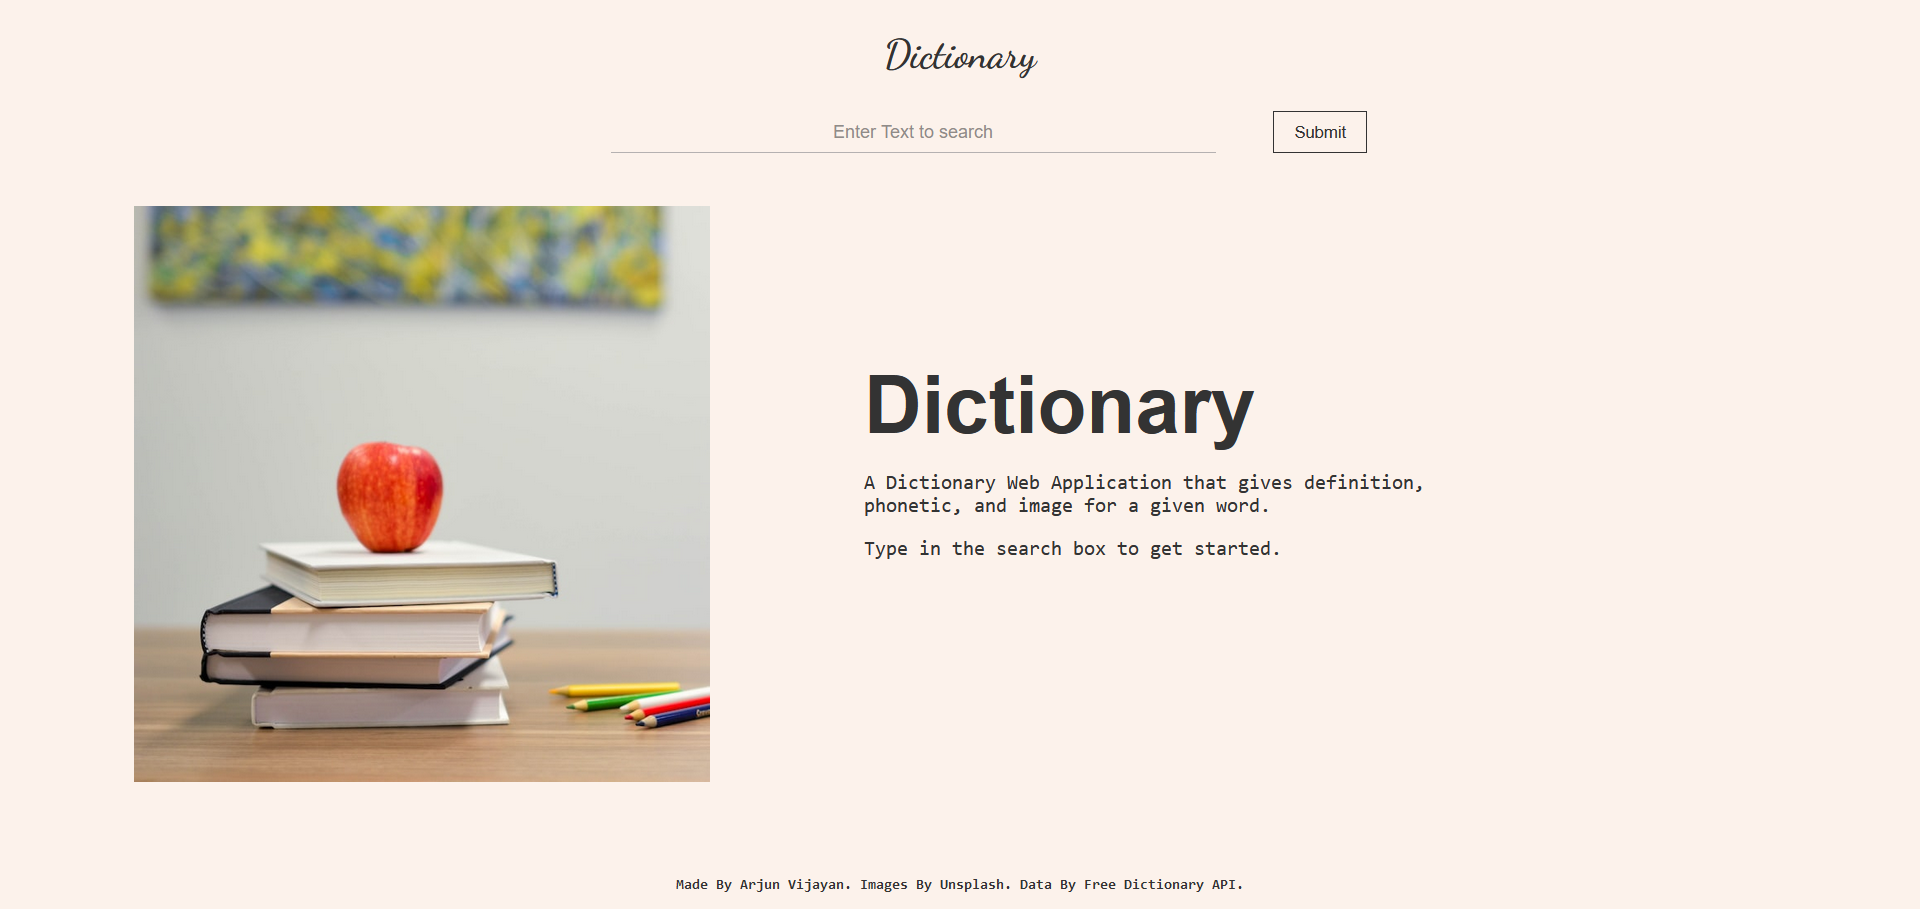 Dictionary
Enter Text to search
Submit
Dictionary
A Dictionary Web Application that gives definition,
phonetic, and image for a given word.
Type in the search box to get started.
Made By Arjun Vijayan. Images By Unsplash. Data By Free Dictionary API.